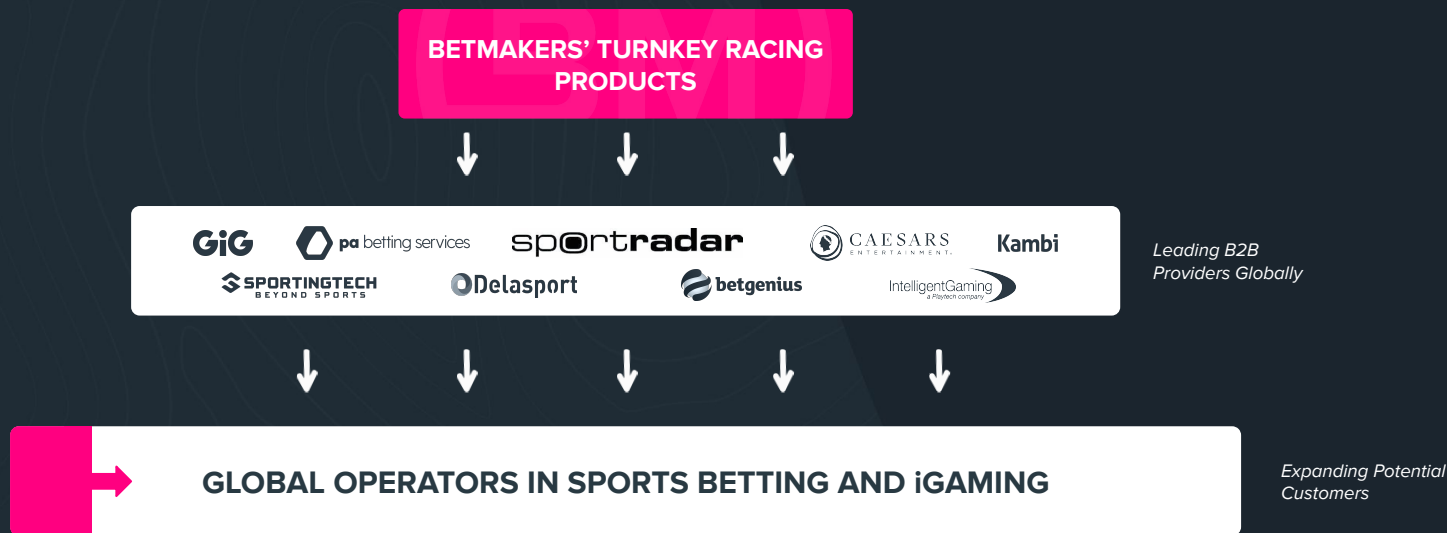 BETMAKERS' TURNKEY RACING
PRODUCTS
GiG
pa betting services
sportradar
CAESARS
ENTERTAINMENT.
Kambi
SPORTINGTECH
BEYOND SPORTS
Delasport
betgenius
IntelligentGaming
a Playtech company
Leading B2B
Providers Globally
GLOBAL OPERATORS IN SPORTS BETTING AND iGAMING
Expanding Potential
Customers